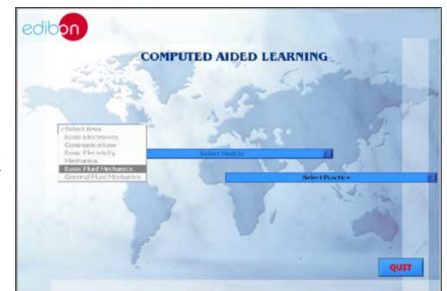 edibon
COMPUTED AIDED LEARNING
✓Select Area
Basic Electronics
Communications
Basic Electricity
Mechanics
Basic Fluid Mechanics
General Fluid Mechanics
Select Module
Select Practice
QUIT